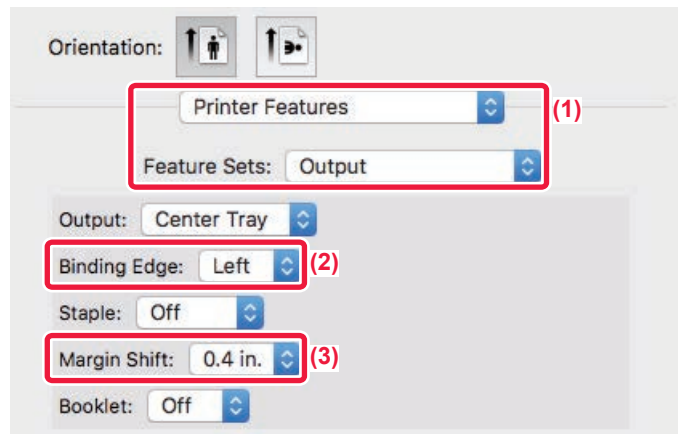 Orientation:
Printer Features (1)
Feature Sets: Output
Output: Center Tray
Binding Edge: Left (2)
Staple: Off
Margin Shift: 0.4 in. (3)
Booklet: Off